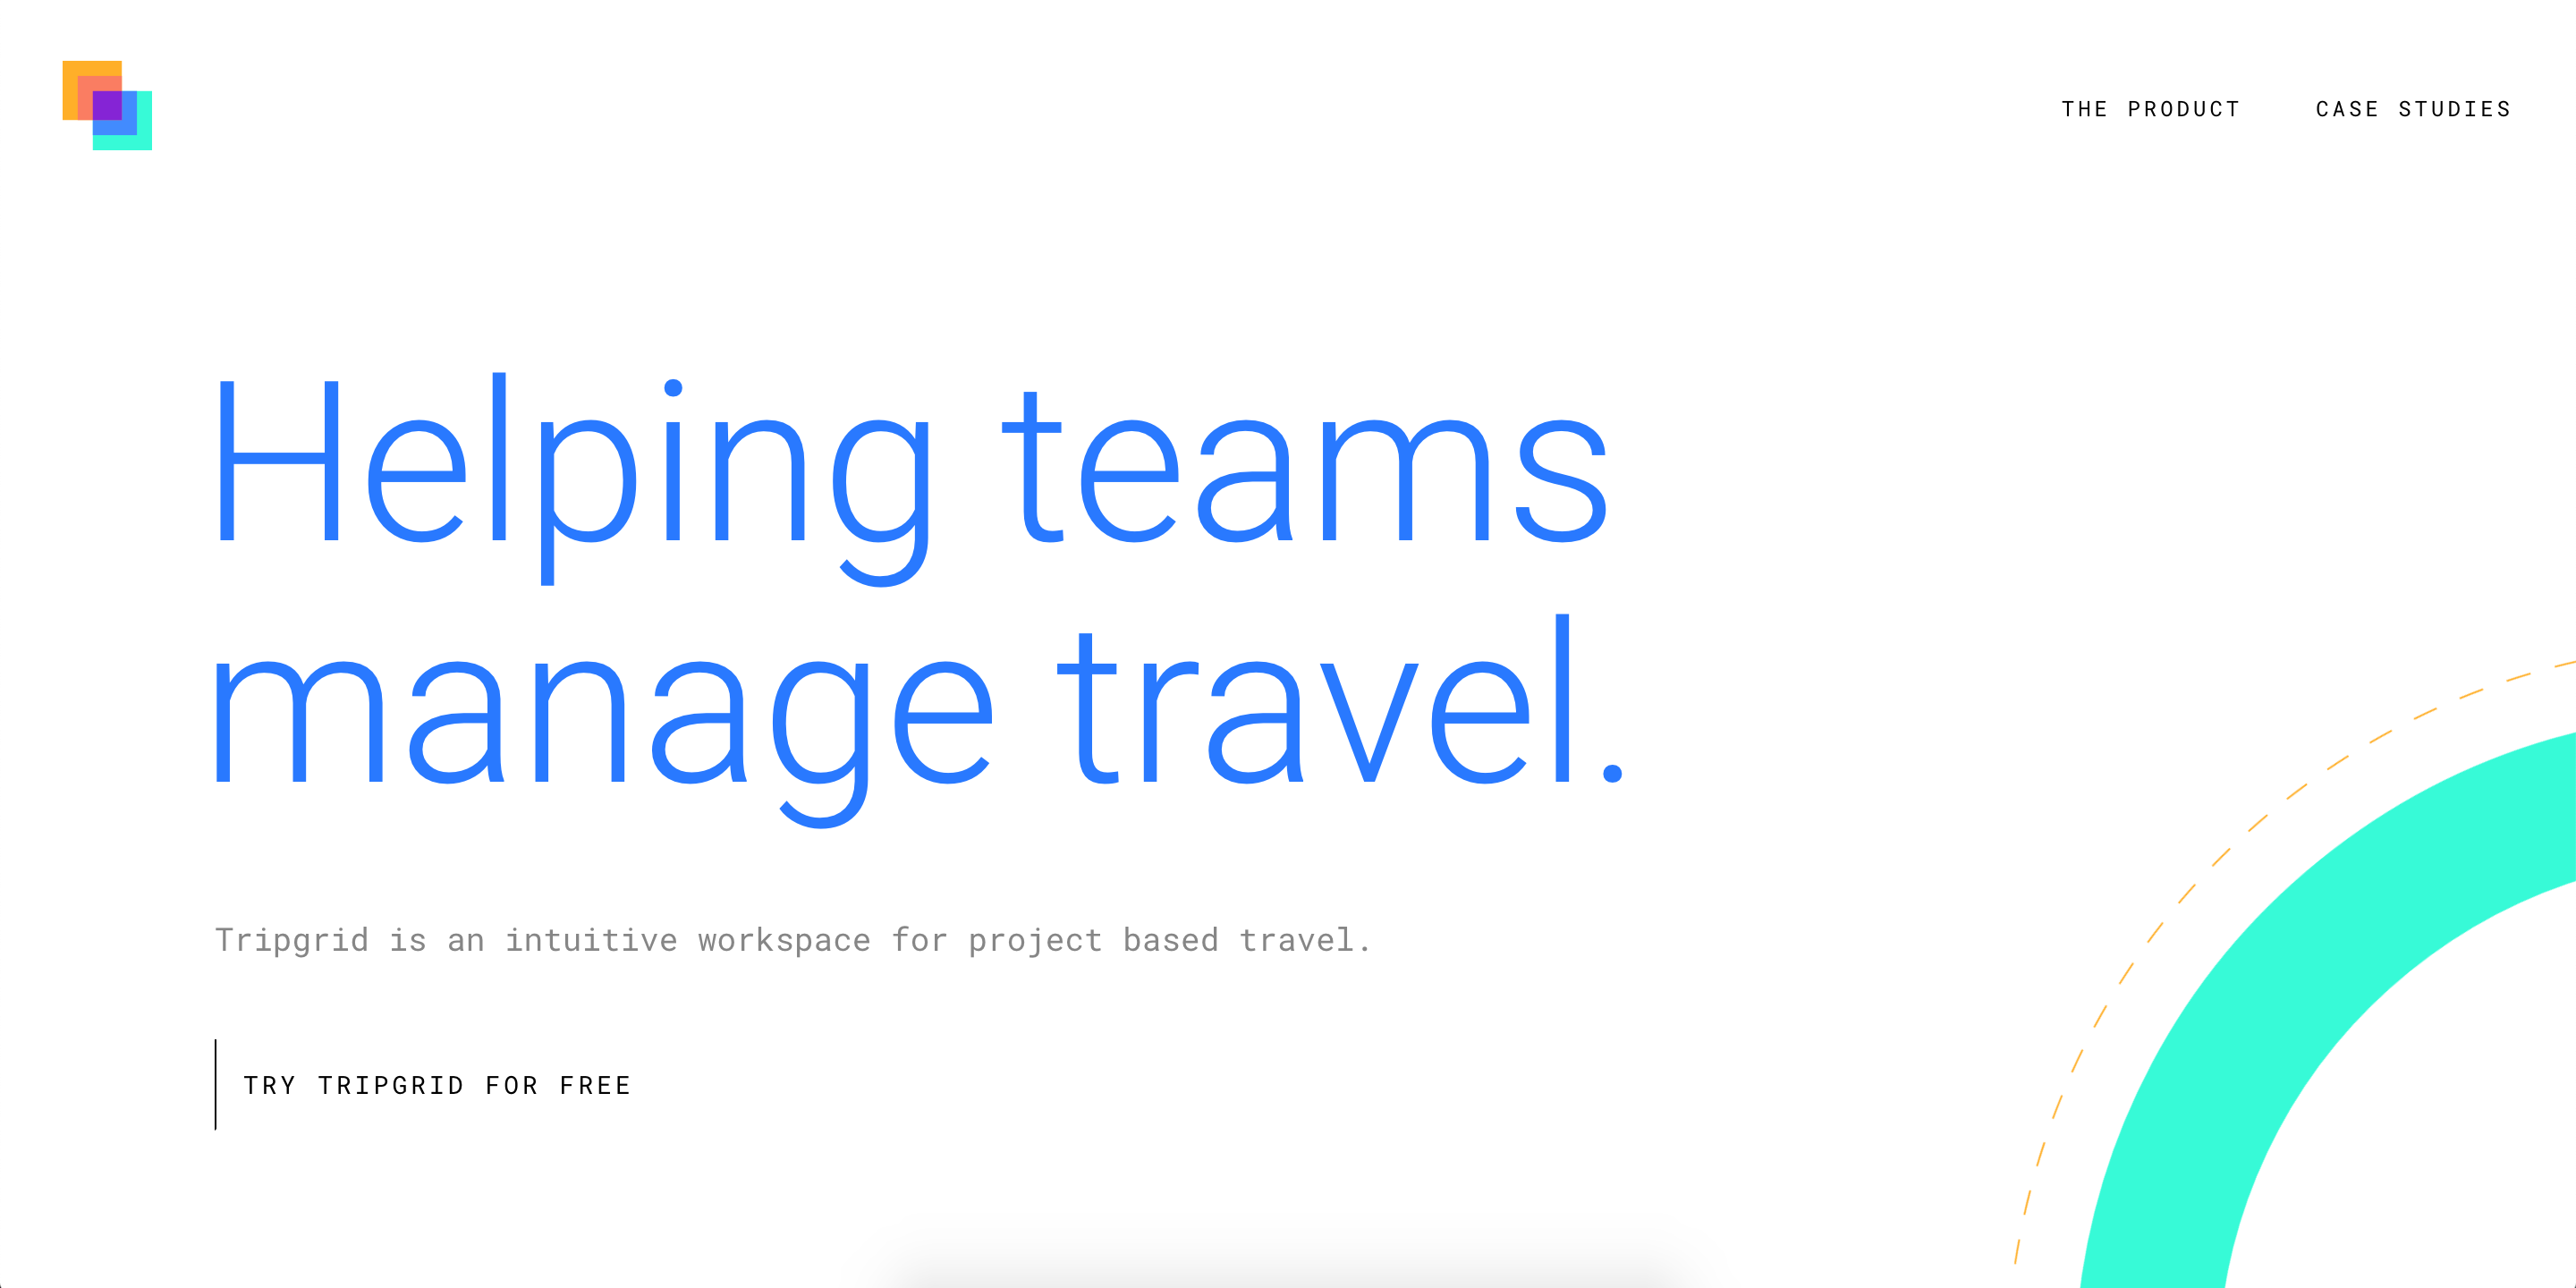 THE PRODUCT CASE STUDIES
Helping teams
manage travel.
Tripgrid is an intuitive workspace for project based travel.
TRY TRIPGRID FOR FREE